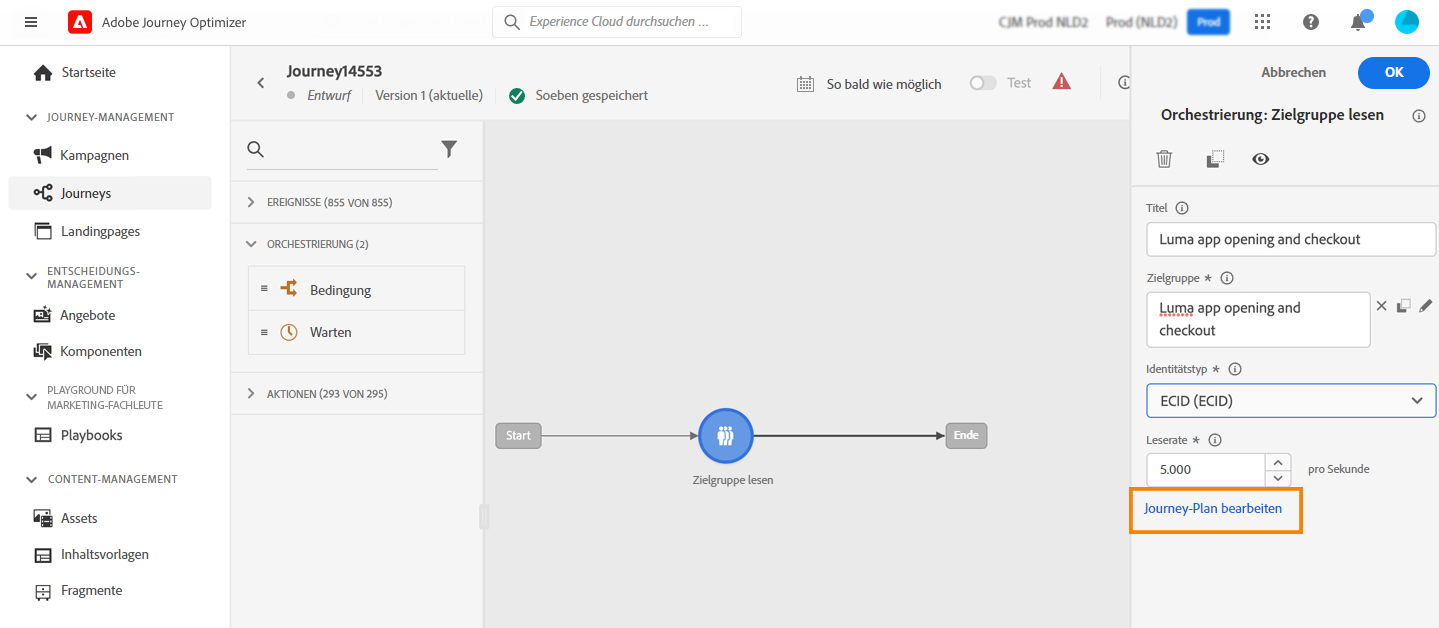 Adobe Journey Optimizer
Experience Cloud durchsuchen ...
CJM Prod NLD2
Prod (NLD2)
Prod
Startseite
JOURNEY-MANAGEMENT
Kampagnen
Journeys
Landingpages
ENTSCHEIDUNGS-
MANAGEMENT
Angebote
Komponenten
PLAYGROUND FÜR
MARKETING-FACHLEUTE
Playbooks
CONTENT-MANAGEMENT
Assets
Inhaltsvorlagen
Fragmente
Journey14553
Entwurf
Version 1 (aktuelle)
Soeben gespeichert
So bald wie möglich
Test
EREIGNISSE (855 VON 855)
ORCHESTRIERUNG (2)
Bedingung
Warten
AKTIONEN (293 VON 295)
Start
Zielgruppe lesen
Ende
Abbrechen
OK
Orchestrierung: Zielgruppe lesen
Titel
Luma app opening and checkout
Zielgruppe *
Luma app opening and
checkout
Identitätstyp *
ECID (ECID)
Leserate *
5.000
pro Sekunde
Journey-Plan bearbeiten